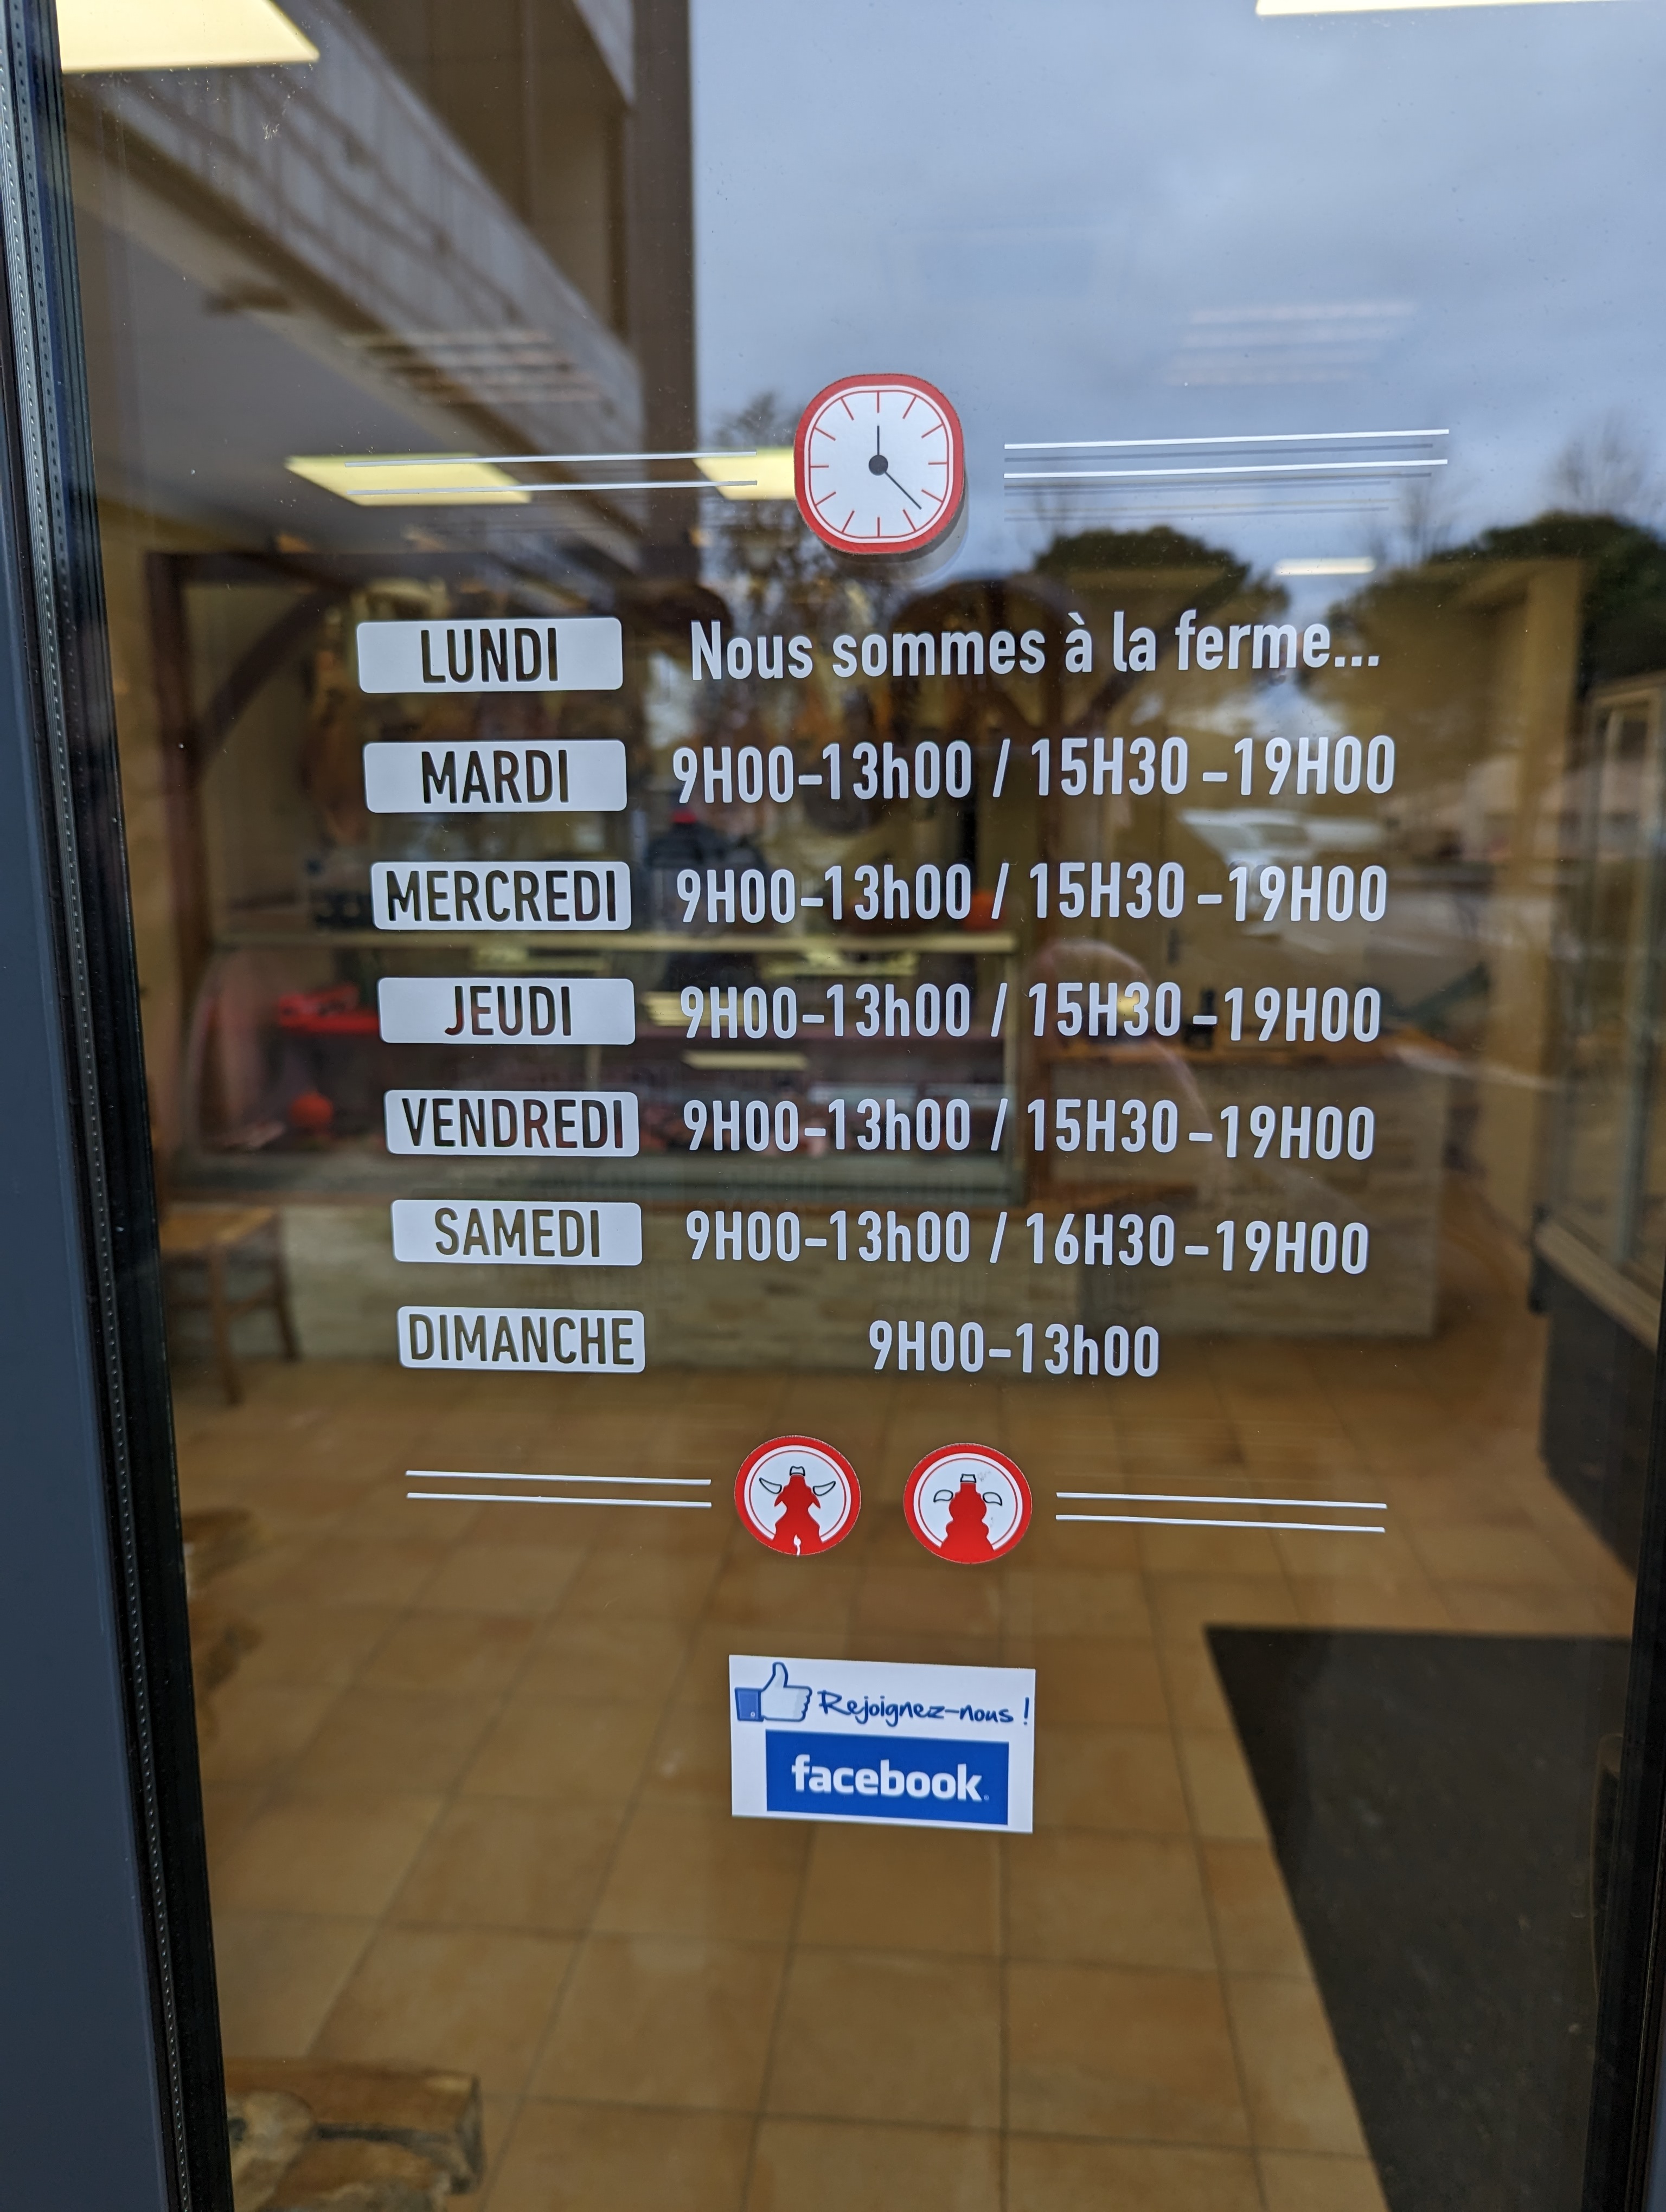 LUNDI Nous sommes à la ferme...
MARDI 9H00-13h00 / 15H30-19H00
MERCREDI 9H00-13h00 / 15H30-19H00
JEUDI 9H00-13h00 / 15H30-19H00
VENDREDI 9H00-13h00 / 15H30-19H00
SAMEDI 9H00-13h00 / 16H30-19H00
DIMANCHE 9H00-13h00
Rejoignez-nous !
facebook